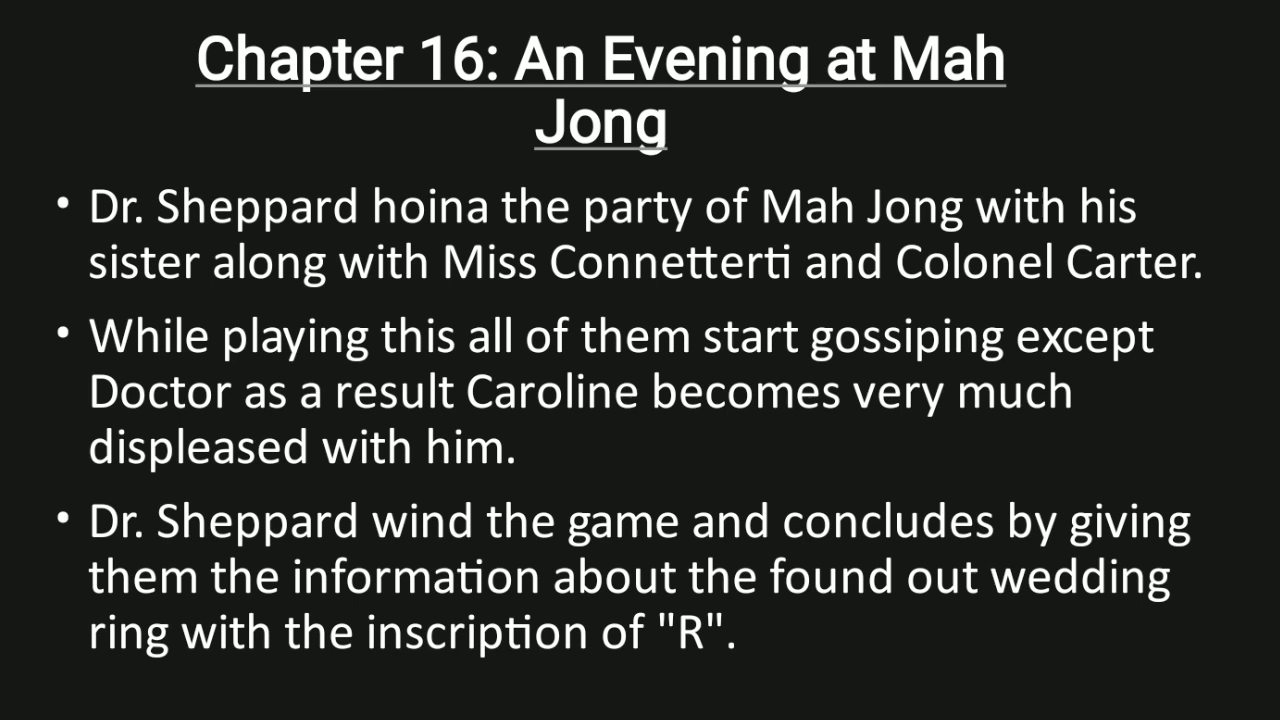 Chapter 16: An Evening at Mah
Jong
• Dr. Sheppard hoina the party of Mah Jong with his
sister along with Miss Connetterti and Colonel Carter.
• While playing this all of them start gossiping except
Doctor as a result Caroline becomes very much
displeased with him.
• Dr. Sheppard wind the game and concludes by giving
them the information about the found out wedding
ring with the inscription of "R".